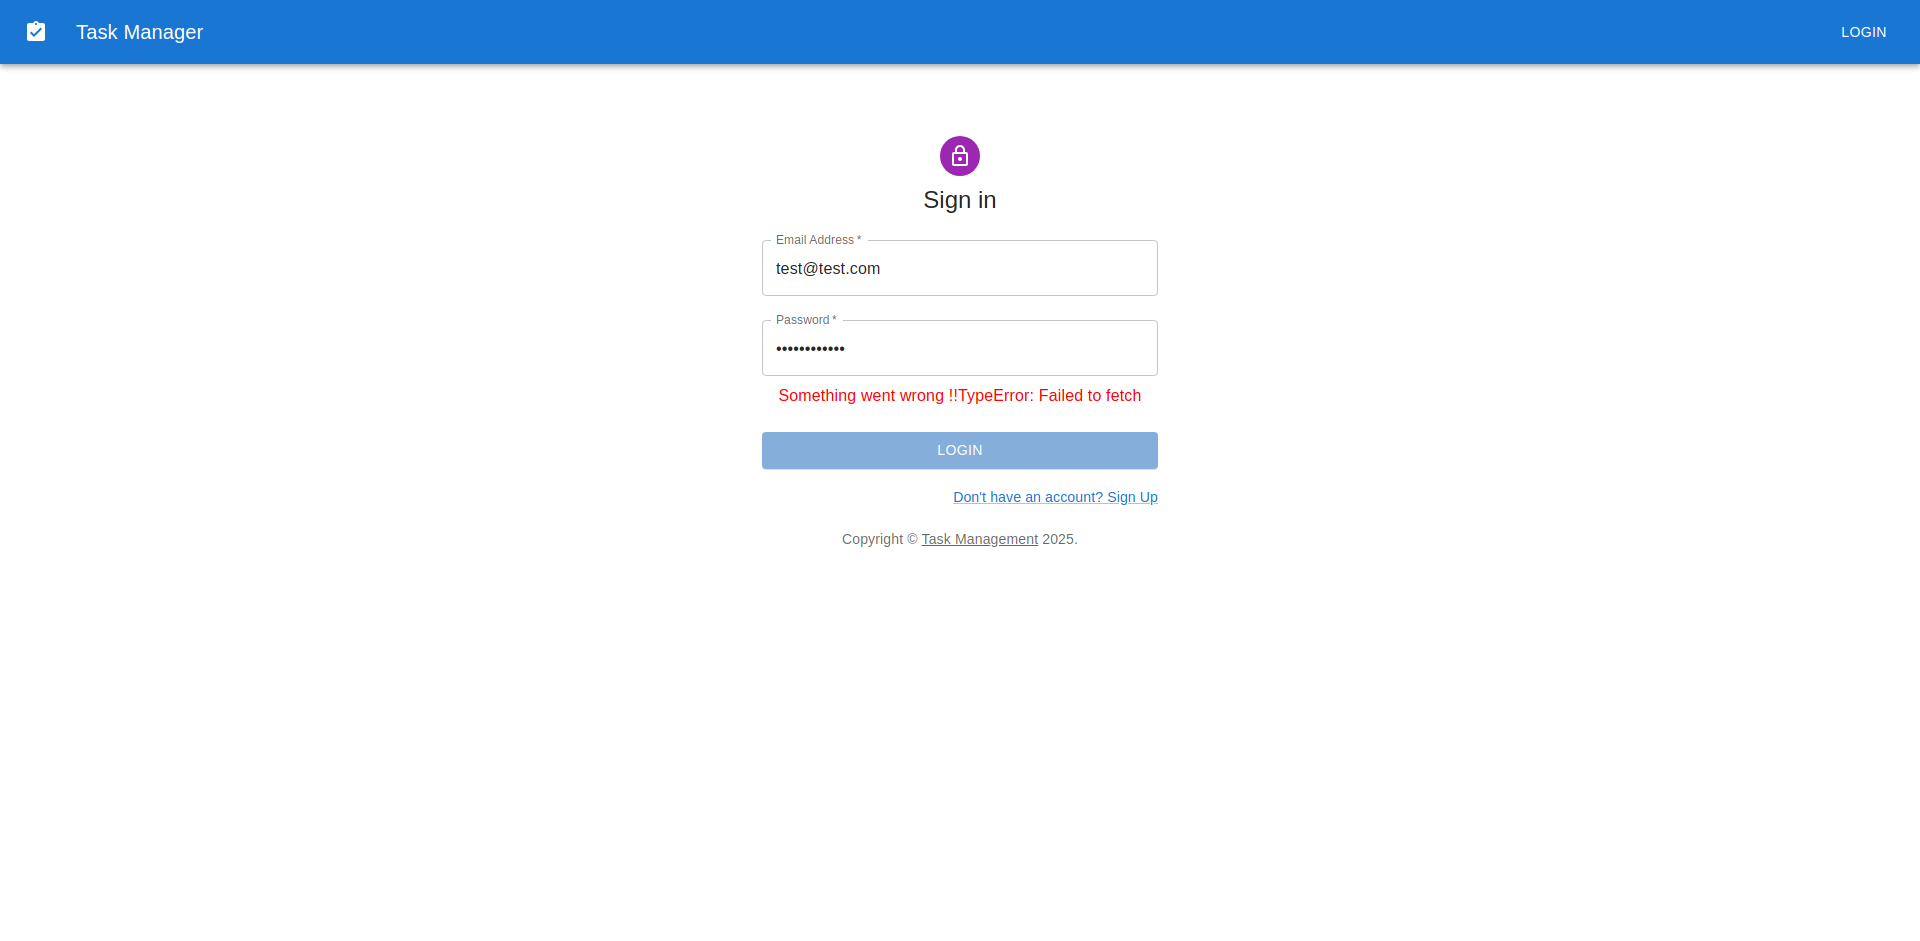 Task Manager
LOGIN
Sign in
Email Address *
test@test.com
Password *
••••••••••••
Something went wrong !!TypeError: Failed to fetch
LOGIN
Don't have an account? Sign Up
Copyright © Task Management 2025.